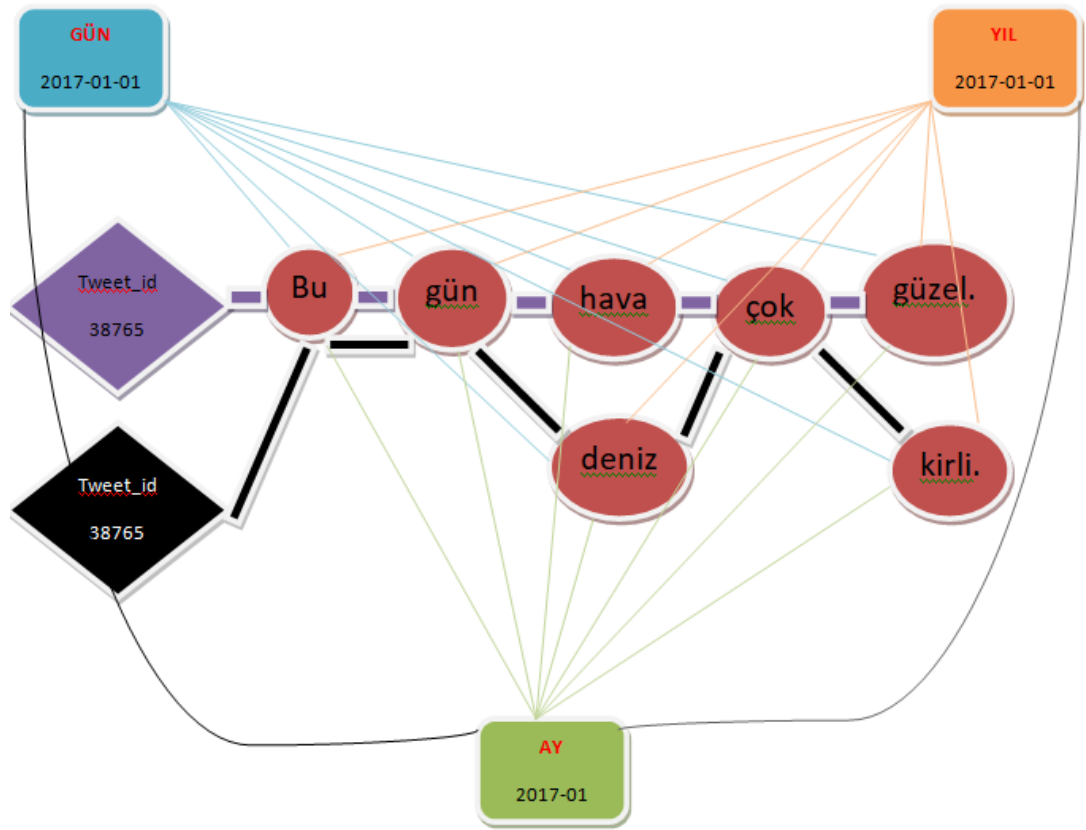 GÜN
2017-01-01
YIL
2017-01-01
Tweet_id
38765
Bu
gün
hava
çok
güzel.
Tweet_id
38765
deniz
kirli.
AY
2017-01